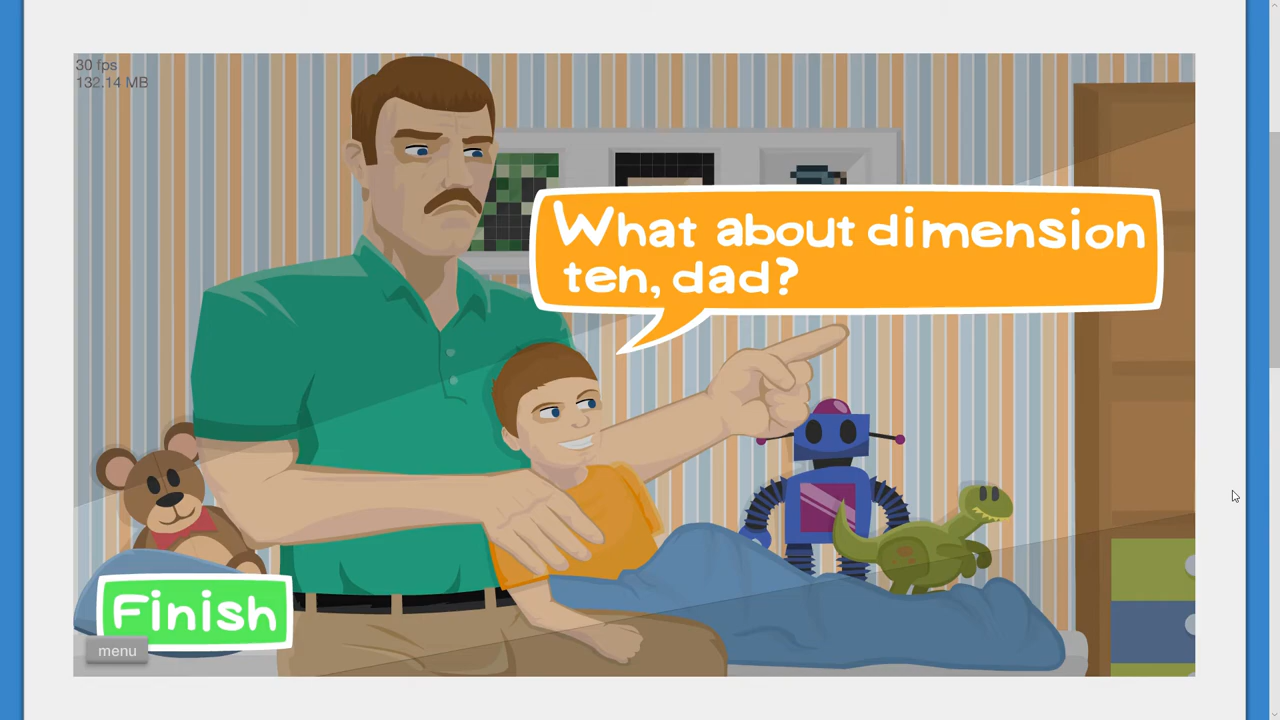 30 fps
132.14 MB
What about dimension
ten, dad?
Finish
menu